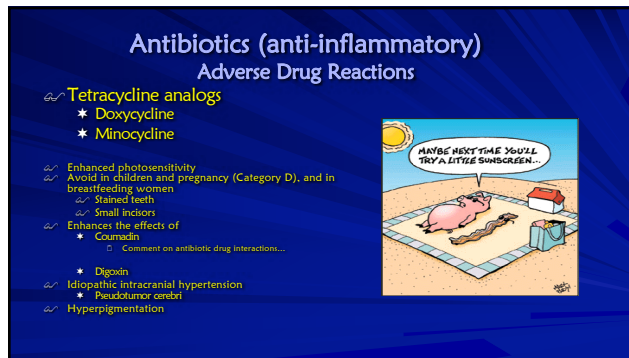 Antibiotics (anti-inflammatory)
Adverse Drug Reactions
Tetracycline analogs
Doxycycline
Minocycline
Enhanced photosensitivity
Avoid in children and pregnancy (Category D), and in
breastfeeding women
Stained teeth
Small incisors
Enhances the effects of
Coumadin
Comment on antibiotic drug interactions...
Digoxin
Idiopathic intracranial hypertension
Pseudotumor cerebri
Hyperpigmentation
MAYBE NEXT TIME YOU'LL
TRY A LITTLE SUNSCREEN...